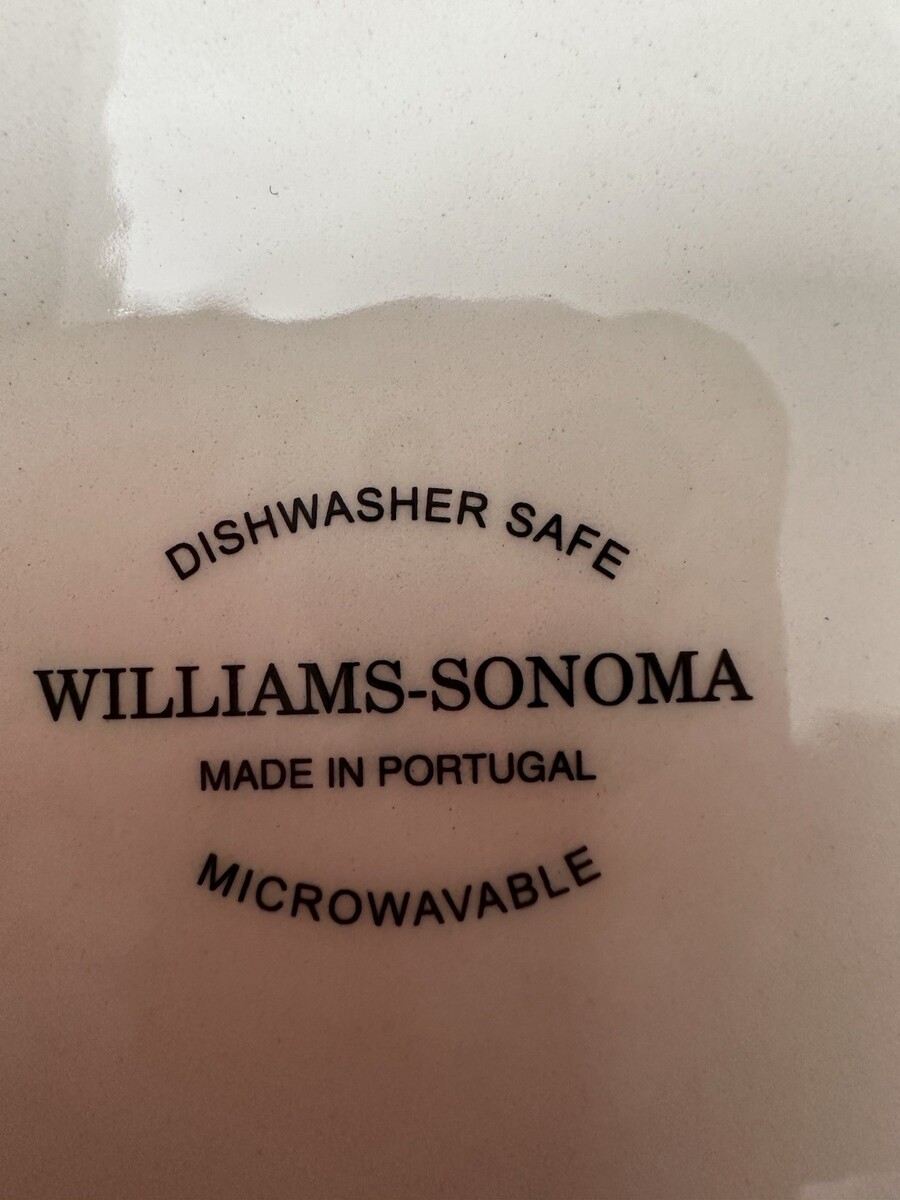 DISHWASHER SAFE
WILLIAMS-SONOMA
MADE IN PORTUGAL
MICROWAVABLE